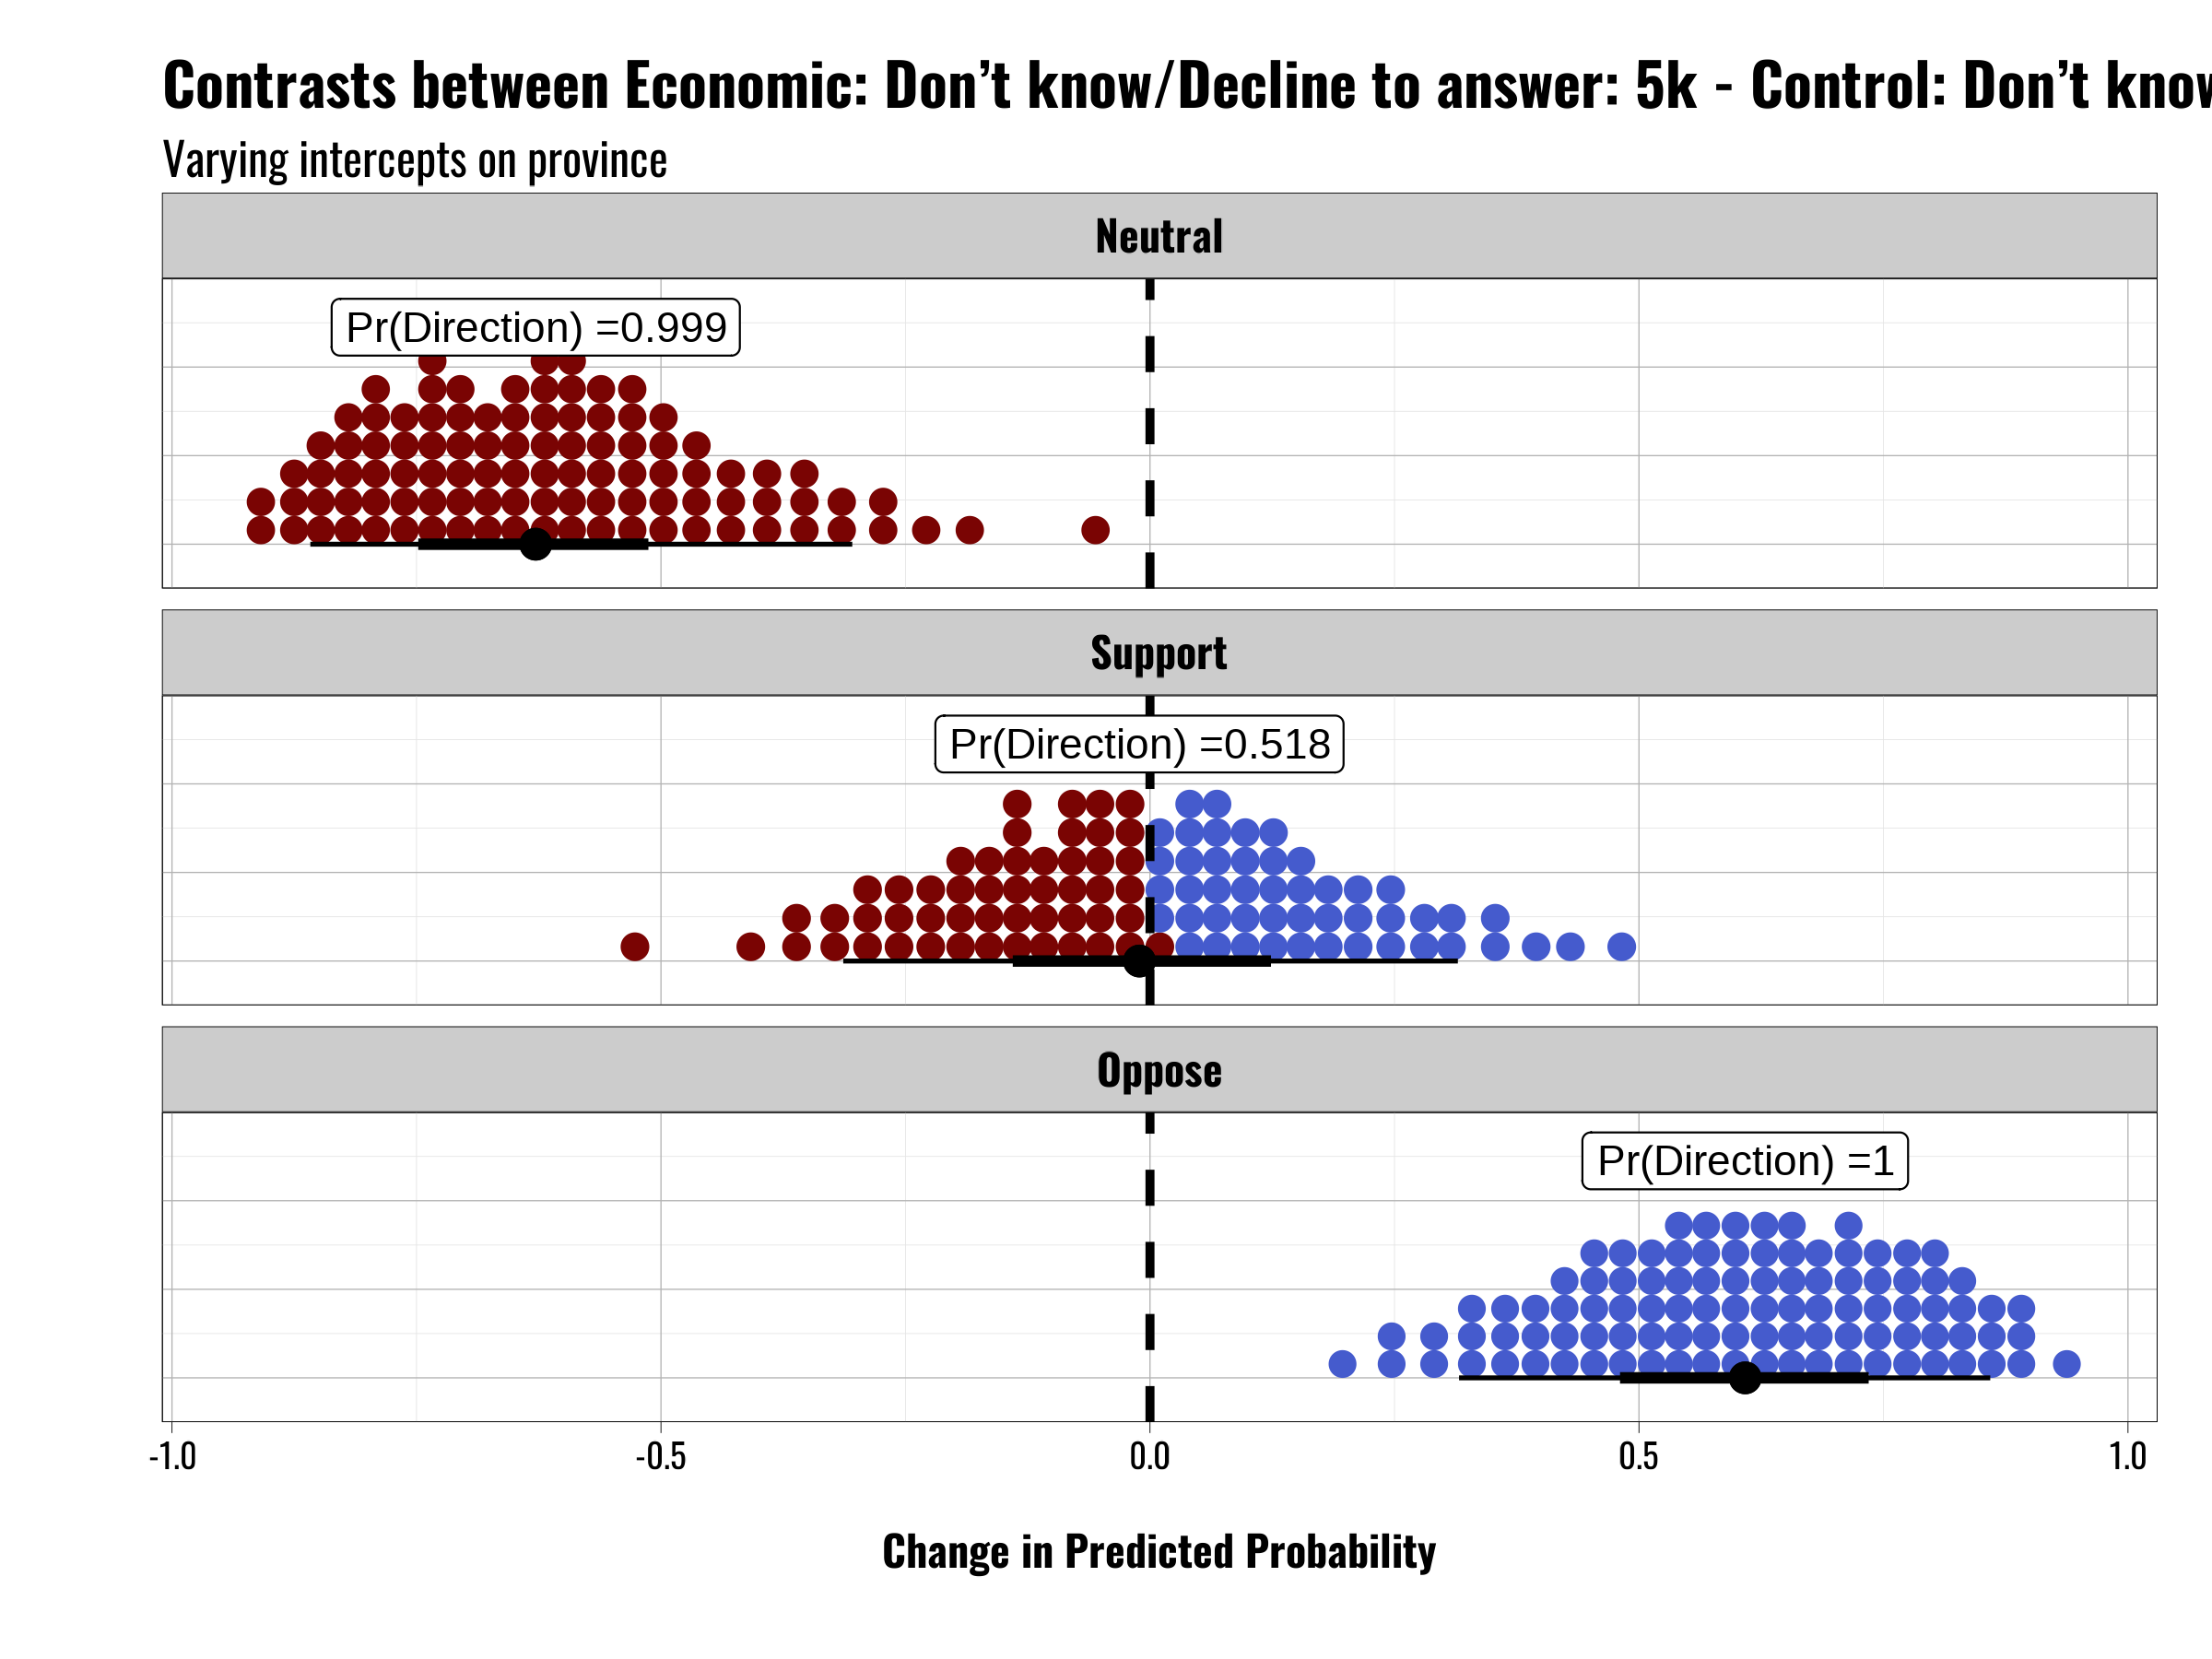 Contrasts between Economic: Don’t know/Decline to answer: 5k - Control: Don’t know
Varying intercepts on province
Neutral
Pr(Direction) =0.999
Support
Pr(Direction) =0.518
Oppose
Pr(Direction) =1
-1.0 -0.5 0.0 0.5 1.0
Change in Predicted Probability